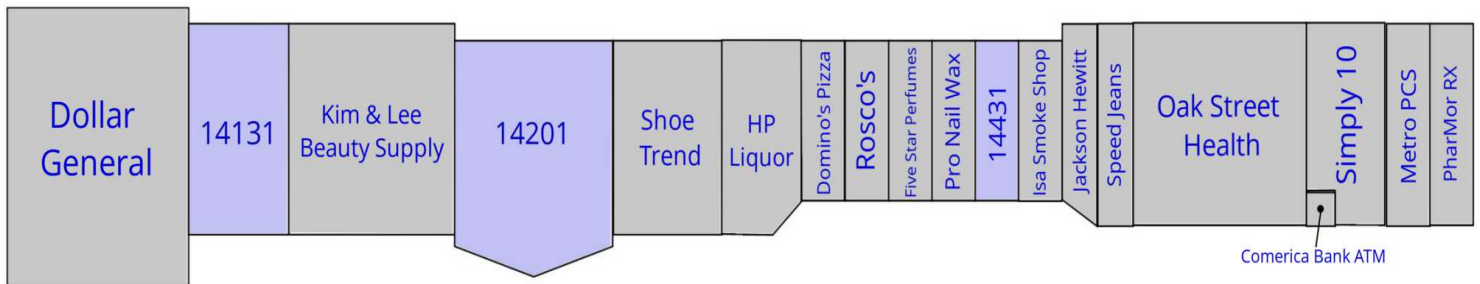 Dollar
General
14131
Kim & Lee
Beauty Supply
14201
Shoe
Trend
HP
Liquor
Domino's Pizza
Rosco's
Five Star Perfumes
Pro Nail Wax
14431
Isa Smoke Shop
Jackson Hewitt
Speed Jeans
Oak Street
Health
Simply 10
Comerica Bank ATM
Metro PCS
PharMor RX